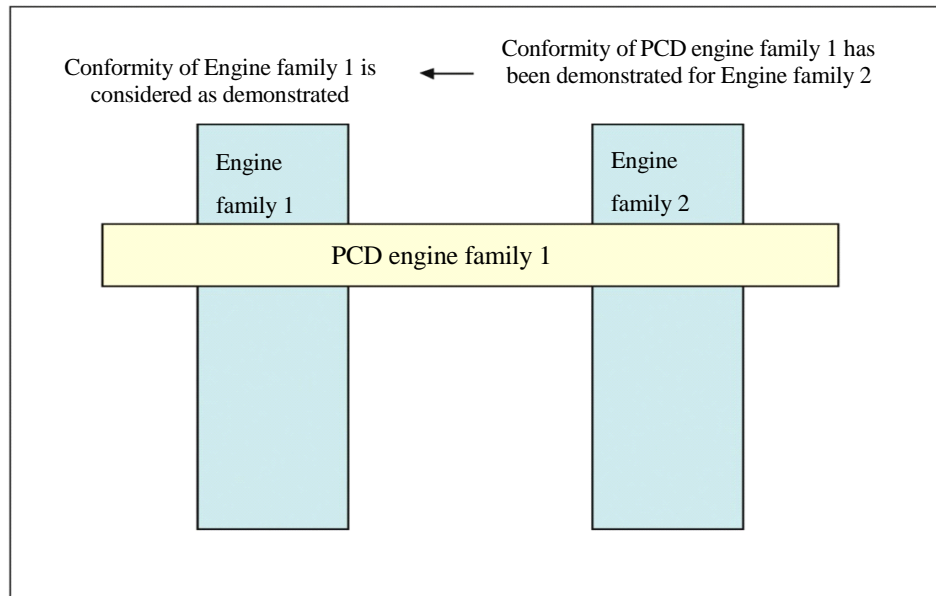 Conformity of Engine family 1 is
considered as demonstrated
Conformity of PCD engine family 1 has
been demonstrated for Engine family 2
Engine
family 1
Engine
family 2
PCD engine family 1